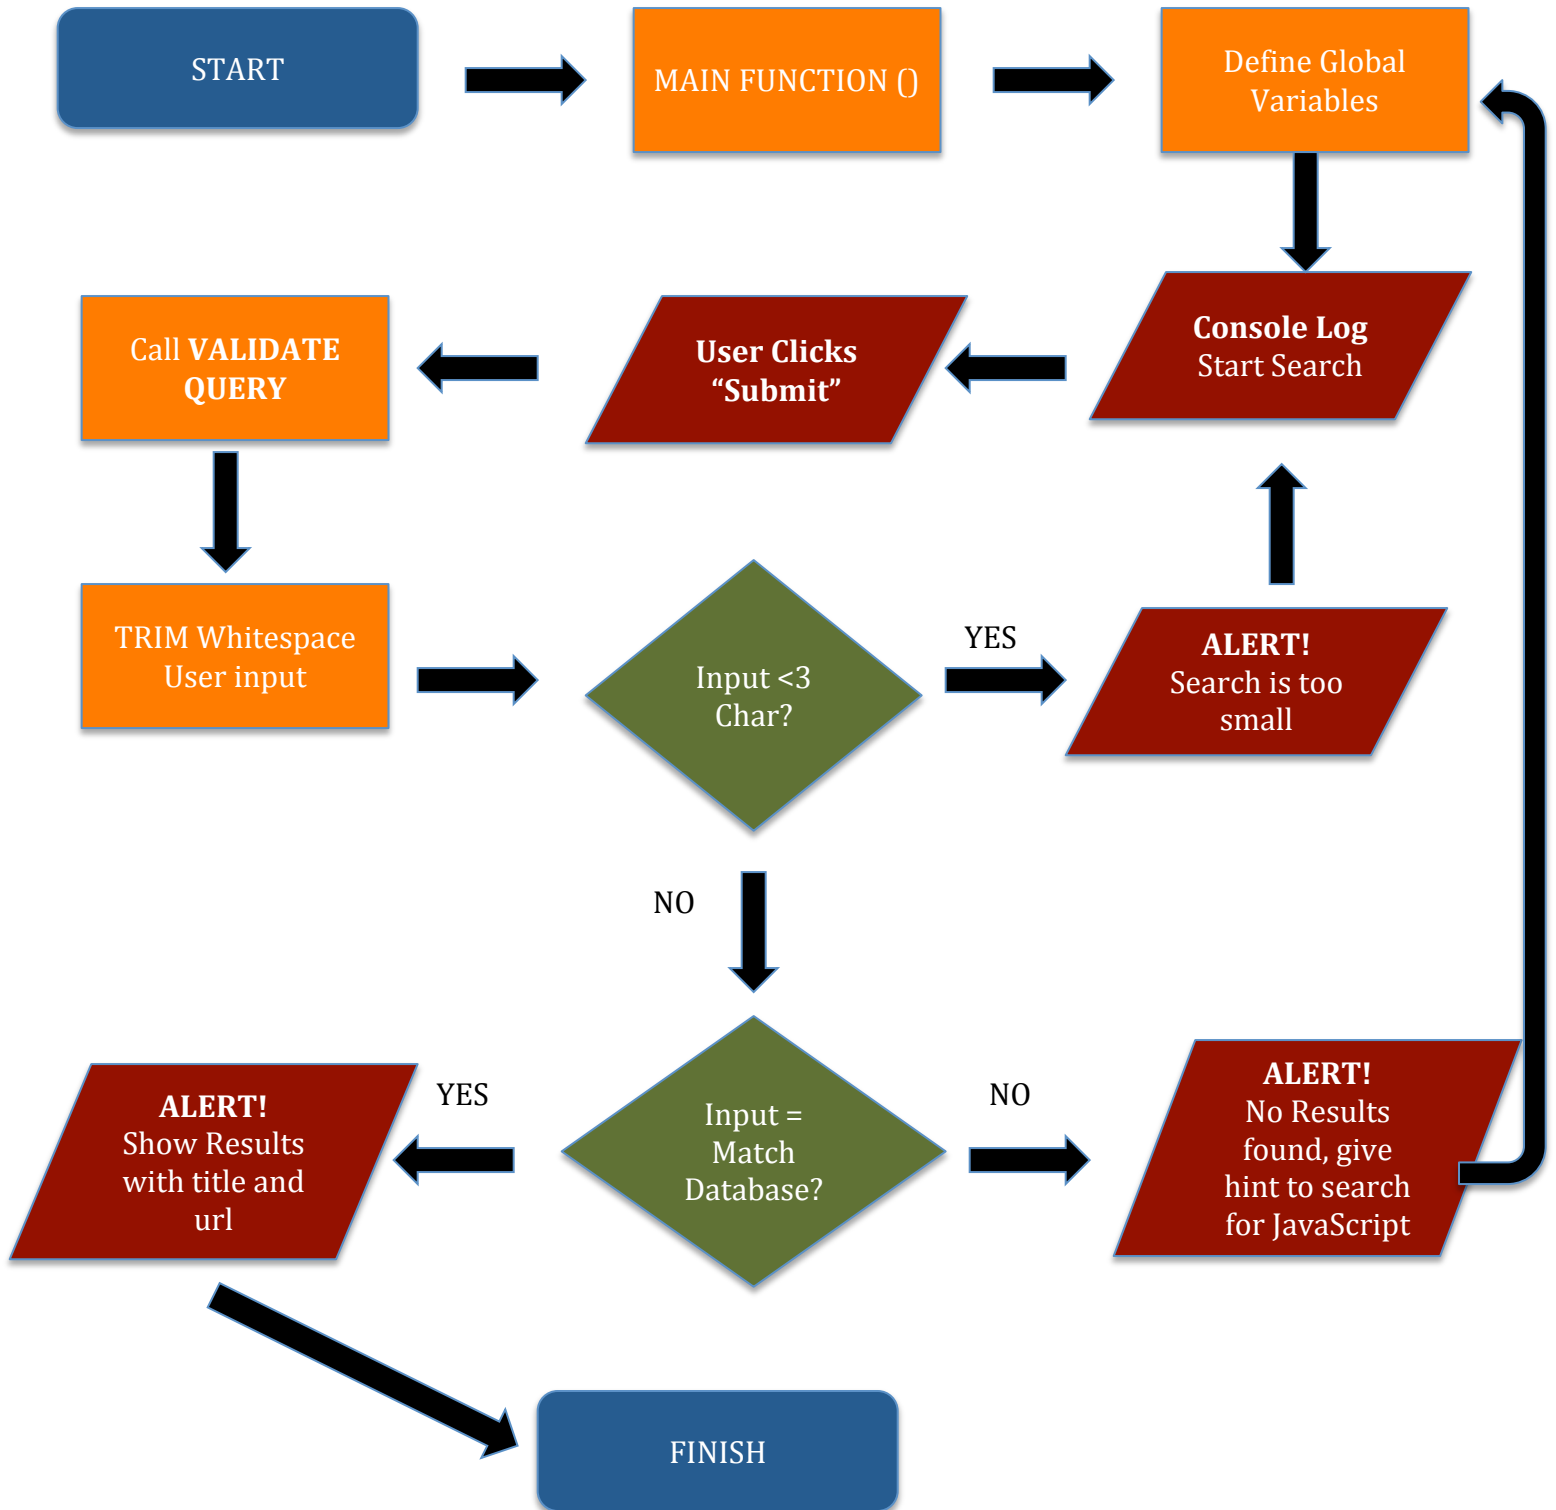 START
MAIN FUNCTION ()
Define Global
Variables
Console Log
Start Search
User Clicks
“Submit”
Call VALIDATE
QUERY
TRIM Whitespace
User input
Input <3
Char?
YES
ALERT!
Search is too
small
NO
Input =
Match
Database?
YES
ALERT!
Show Results
with title and
url
NO
ALERT!
No Results
found, give
hint to search
for JavaScript
FINISH